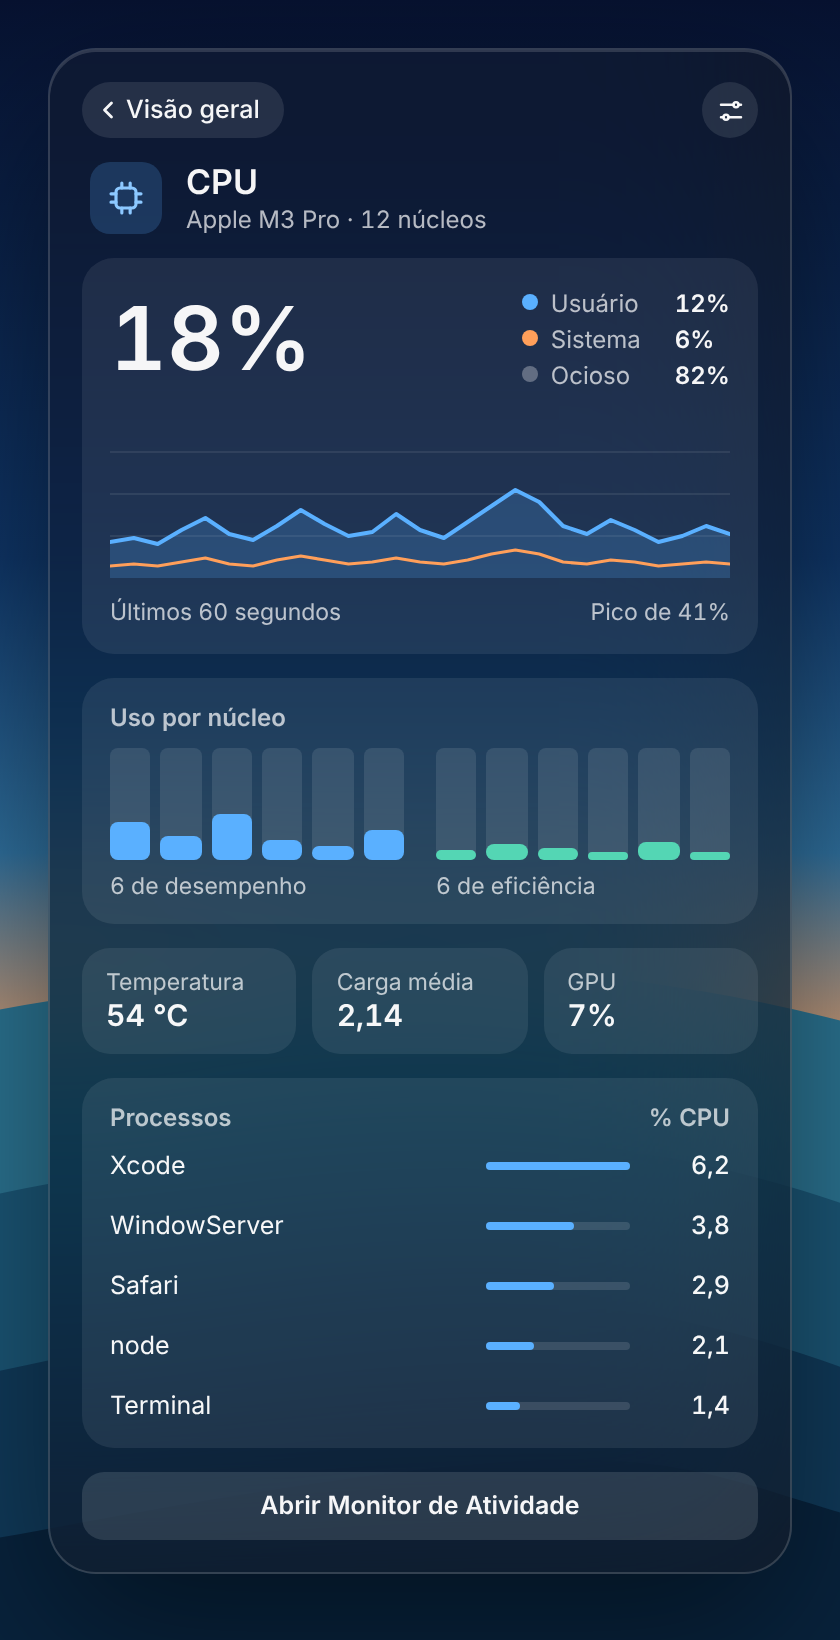 Visão geral
CPU
Apple M3 Pro · 12 núcleos
18%
Usuário 12%
Sistema 6%
Ocioso 82%
Últimos 60 segundos Pico de 41%
Uso por núcleo
6 de desempenho 6 de eficiência
Temperatura Carga média GPU
54 °C 2,14 7%
Processos % CPU
Xcode 6,2
WindowServer 3,8
Safari 2,9
node 2,1
Terminal 1,4
Abrir Monitor de Atividade